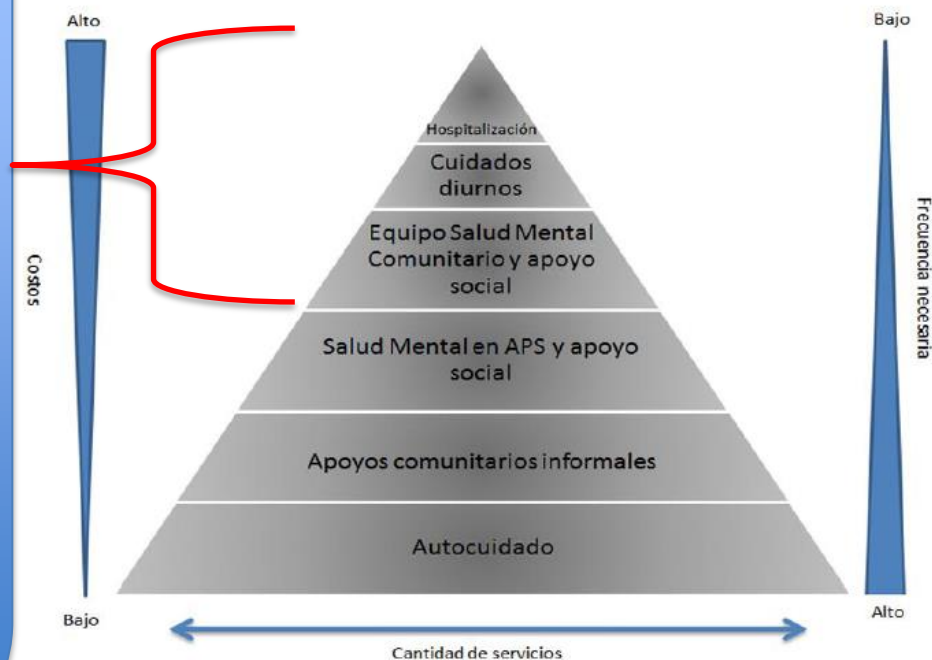 Alto
Bajo
Hospitalización
Cuidados
diurnos
Equipo Salud Mental
Comunitario y apoyo
social
Costos
Frecuencia necesaria
Salud Mental en APS y apoyo
social
Apoyos comunitarios informales
Autocuidado
Bajo
Alto
Cantidad de servicios